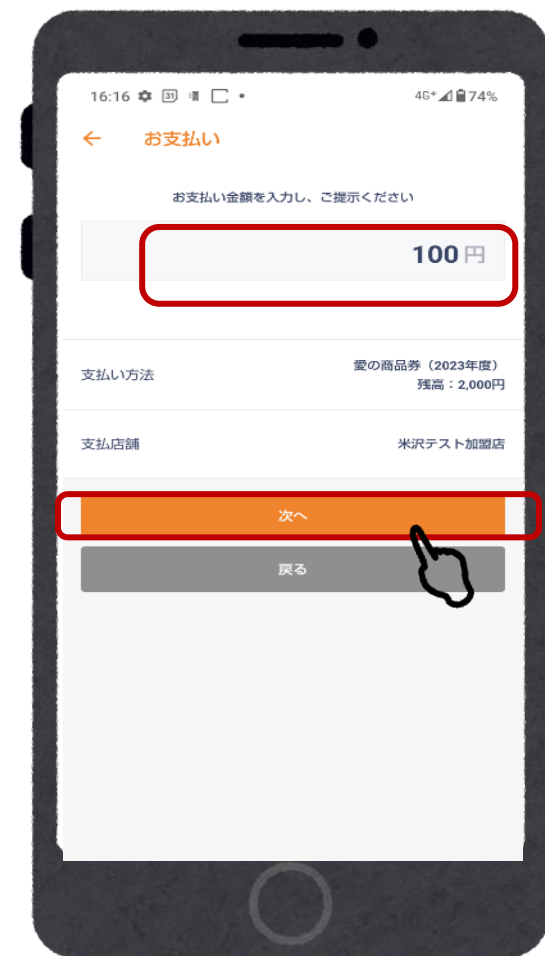 16:16 31 4G+ 74%
← お支払い
お支払い金額を入力し、ご提示ください
100円
支払い方法 愛の商品券（2023年度）
残高：2,000円
支払店舗 米沢テスト加盟店
次へ
戻る